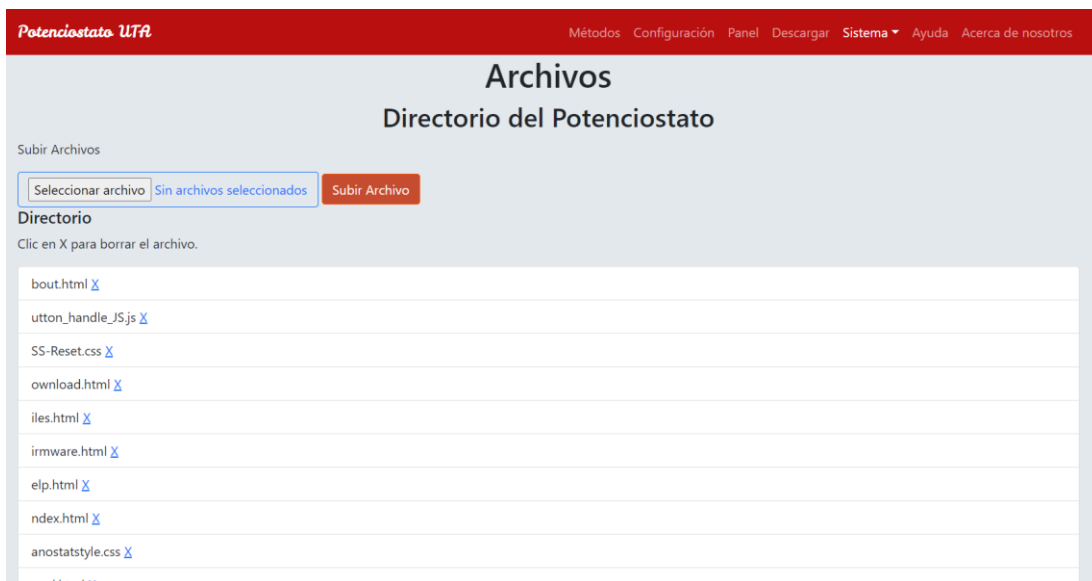 Potenciostato UTA
Métodos Configuración Panel Descargar Sistema Ayuda Acerca de nosotros
Archivos
Directorio del Potenciostato
Subir Archivos
Seleccionar archivo Sin archivos seleccionados Subir Archivo
Directorio
Clic en X para borrar el archivo.
bout.html X
utton_handle_JS.js X
SS-Reset.css X
ownload.html X
iles.html X
irmware.html X
elp.html X
ndex.html X
anostatstyle.css X